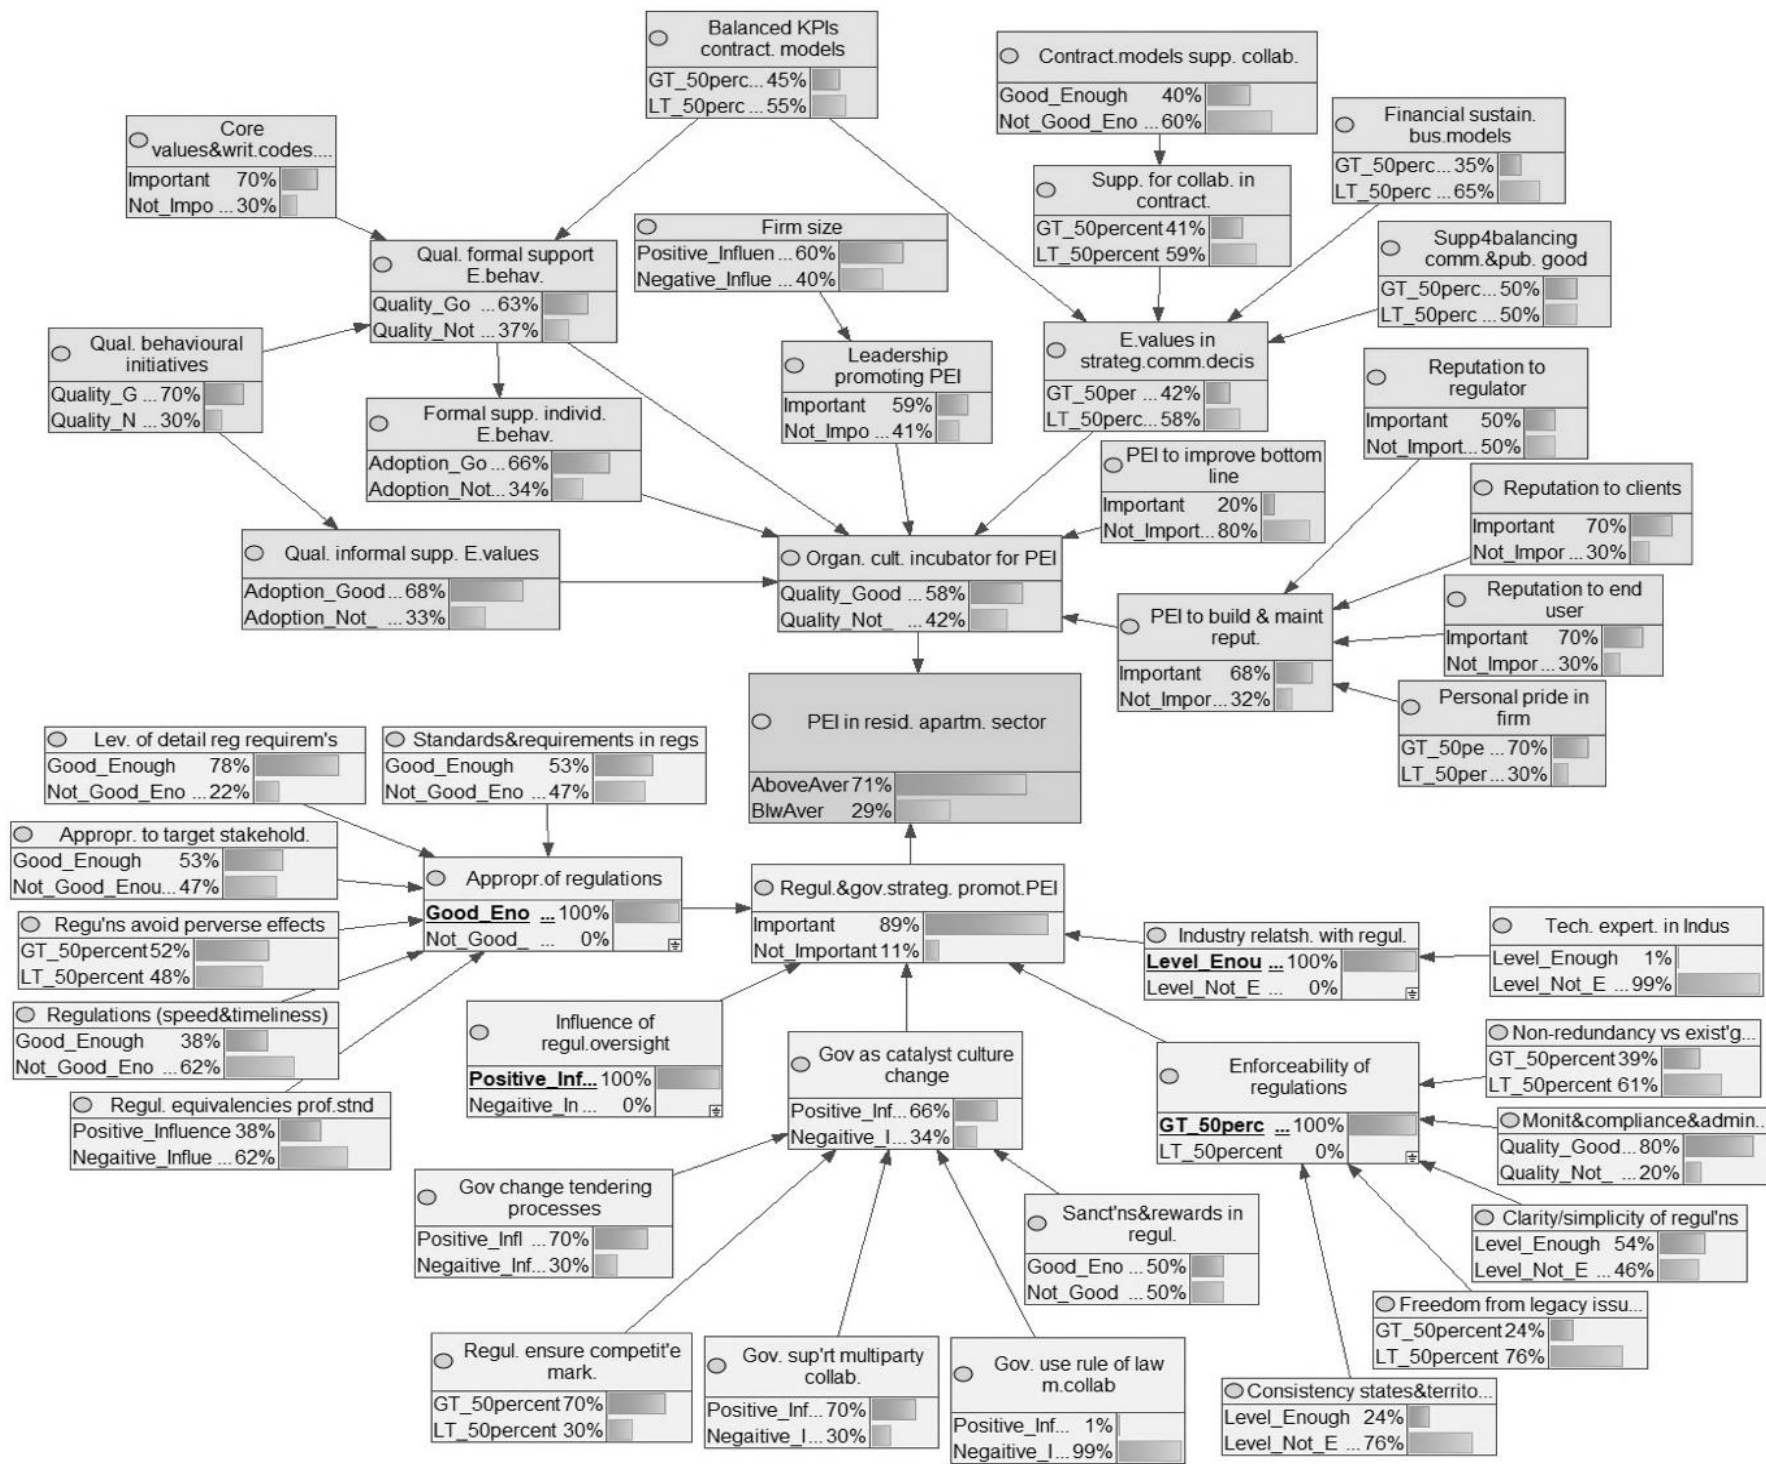 Balanced KPIs
contract. models
GT_50perc... 45%
LT_50perc ... 55%
Contract.models supp. collab.
Good_Enough 40%
Not_Good_Eno ... 60%
Core
values&writ.codes....
Important 70%
Not_Impo ... 30%
Financial sustain.
bus.models
GT_50perc... 35%
LT_50perc ... 65%
Supp. for collab. in
contract.
GT_50percent 41%
LT_50percent 59%
Firm size
Positive_Influen ... 60%
Negative_Influe ... 40%
Supp4balancing
comm.&pub. good
GT_50perc... 50%
LT_50perc ... 50%
Qual. formal support
E.behav.
Quality_Go ... 63%
Quality_Not ... 37%
Qual. behavioural
initiatives
Quality_G ... 70%
Quality_N ... 30%
Leadership
promoting PEI
Important 59%
Not_Impo ... 41%
E.values in
strateg.comm.decis
GT_50per ... 42%
LT_50perc... 58%
Reputation to
regulator
Important 50%
Not_Import... 50%
Formal supp. individ.
E.behav.
Adoption_Go ... 66%
Adoption_Not... 34%
PEI to improve bottom
line
Important 20%
Not_Import... 80%
Reputation to clients
Important 70%
Not_Impor ... 30%
Qual. informal supp. E.values
Adoption_Good ... 68%
Adoption_Not_ ... 33%
Organ. cult. incubator for PEI
Quality_Good ... 58%
Quality_Not_ ... 42%
Reputation to end
user
Important 70%
Not_Impor ... 30%
PEI to build & maint
reput.
Important 68%
Not_Impor... 32%
Personal pride in
firm
GT_50pe ... 70%
LT_50per ... 30%
PEI in resid. apartm. sector
AboveAver 71%
BlwAver 29%
Lev. of detail reg requirem's
Good_Enough 78%
Not_Good_Eno ... 22%
Standards&requirements in regs
Good_Enough 53%
Not_Good_Eno ... 47%
Appropr. to target stakehold.
Good_Enough 53%
Not_Good_Enou... 47%
Appropr.of regulations
Good_Eno ... 100%
Not_Good_ ... 0%
Regul.&gov.strateg. promot.PEI
Important 89%
Not_Important 11%
Regu'ns avoid perverse effects
GT_50percent 52%
LT_50percent 48%
Industry relatsh. with regul.
Level_Enou ... 100%
Level_Not_E ... 0%
Tech. expert. in Indus
Level_Enough 1%
Level_Not_E ... 99%
Regulations (speed&timeliness)
Good_Enough 38%
Not_Good_Eno ... 62%
Influence of
regul.oversight
Positive_Inf... 100%
Negaitive_In ... 0%
Gov as catalyst culture
change
Positive_Inf... 66%
Negaitive_I ... 34%
Enforceability of
regulations
GT_50perc ... 100%
LT_50percent 0%
Non-redundancy vs exist'g...
GT_50percent 39%
LT_50percent 61%
Regul. equivalencies prof.stnd
Positive_Influence 38%
Negaitive_Influe ... 62%
Monit&compliance&admin...
Quality_Good... 80%
Quality_Not_ ... 20%
Gov change tendering
processes
Positive_Infl ... 70%
Negaitive_Inf... 30%
Sanct'ns&rewards in
regul.
Good_Eno ... 50%
Not_Good ... 50%
Clarity/simplicity of regul'ns
Level_Enough 54%
Level_Not_E ... 46%
Freedom from legacy issu...
GT_50percent 24%
LT_50percent 76%
Regul. ensure competit'e
mark.
GT_50percent 70%
LT_50percent 30%
Gov. sup'rt multiparty
collab.
Positive_Inf... 70%
Negaitive_I... 30%
Gov. use rule of law
m.collab
Positive_Inf... 1%
Negaitive_I... 99%
Consistency states&territo...
Level_Enough 24%
Level_Not_E ... 76%